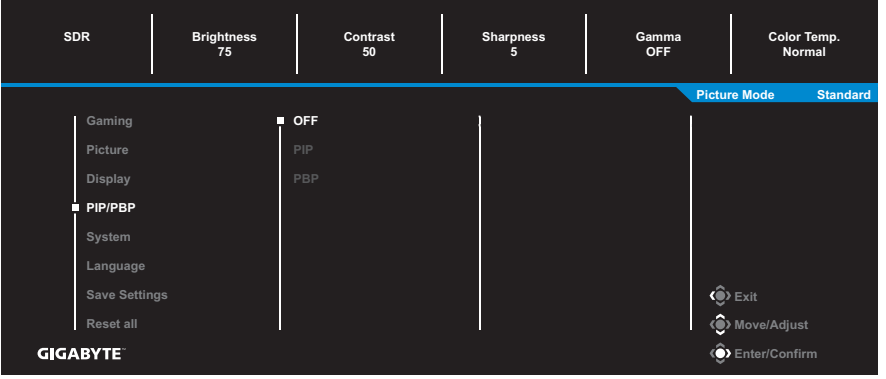 SDR
Brightness
75
Contrast
50
Sharpness
5
Gamma
OFF
Color Temp.
Normal
Picture Mode Standard
Gaming
Picture
Display
PIP/PBP
System
Language
Save Settings
Reset all
OFF
PIP
PBP
Exit
Move/Adjust
Enter/Confirm
GIGABYTE™